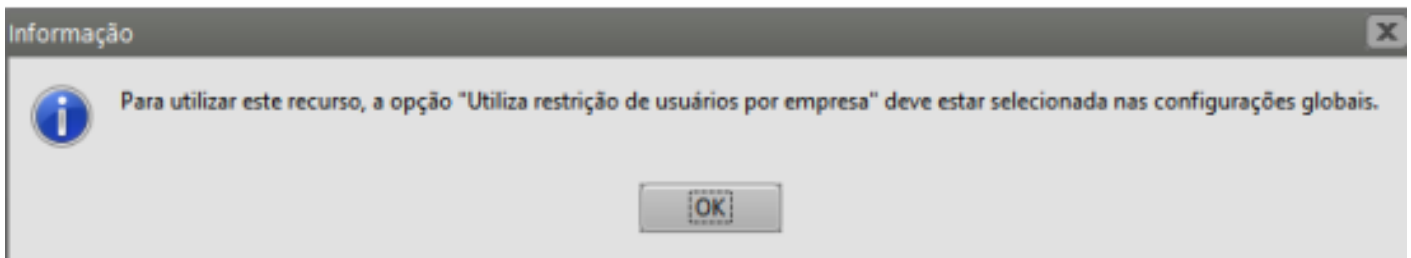 Informação
Para utilizar este recurso, a opção "Utiliza restrição de usuários por empresa" deve estar selecionada nas configurações globais.
OK